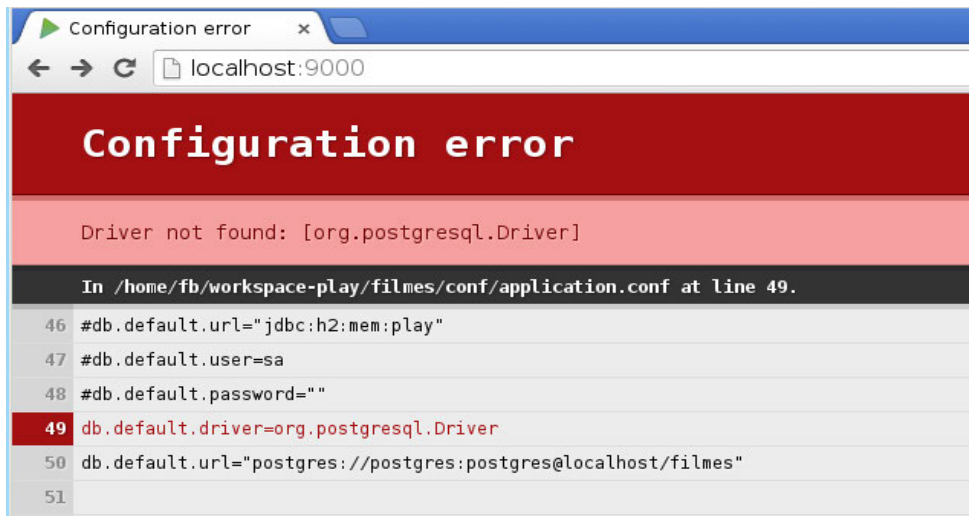 Configuration error
localhost:9000
Configuration error
Driver not found: [org.postgresql.Driver]
In /home/fb/workspace-play/filmes/conf/application.conf at line 49.
46 #db.default.url="jdbc:h2:mem:play"
47 #db.default.user=sa
48 #db.default.password=""
49 db.default.driver=org.postgresql.Driver
50 db.default.url="postgres://postgres:postgres@localhost/filmes"
51